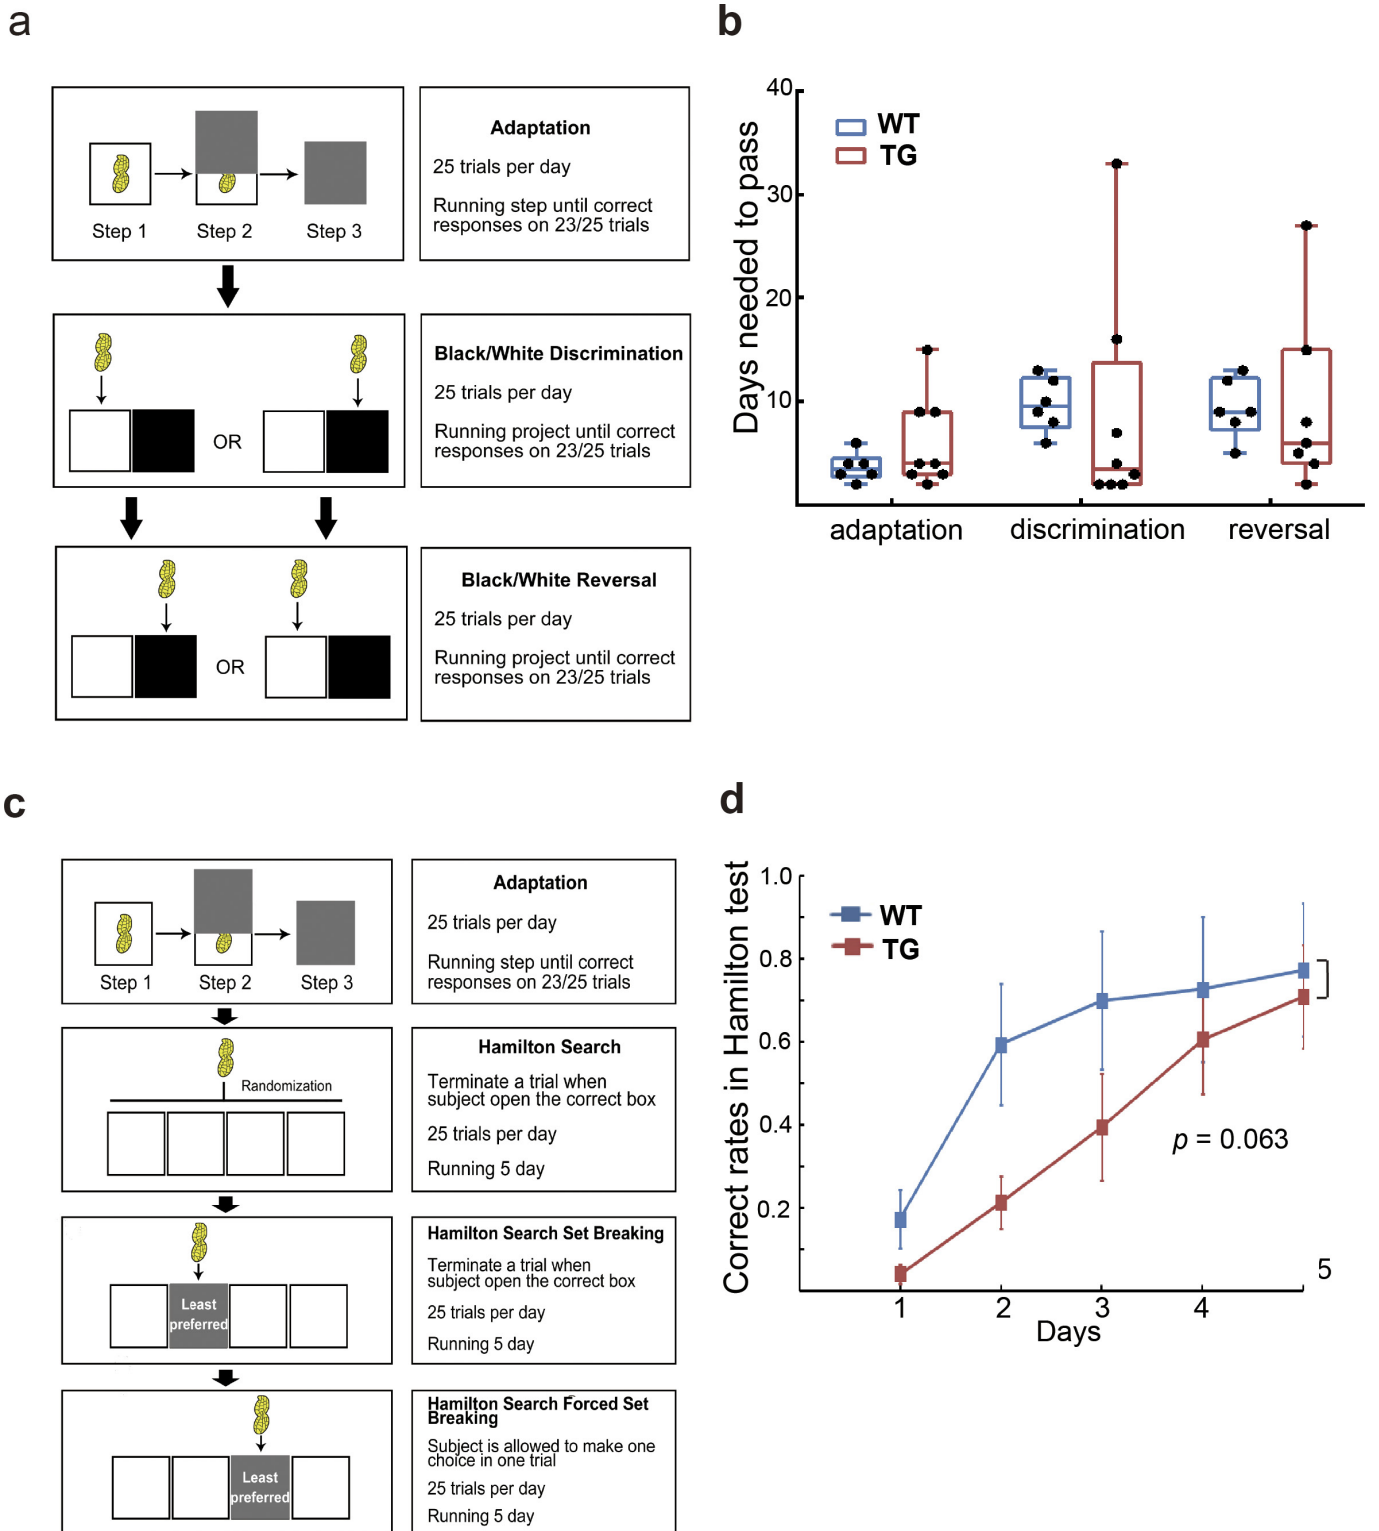 a
Adaptation
25 trials per day
Running step until correct
responses on 23/25 trials
Step 1
Step 2
Step 3
Black/White Discrimination
25 trials per day
Running project until correct
responses on 23/25 trials
OR
Black/White Reversal
25 trials per day
Running project until correct
responses on 23/25 trials
OR
b
Days needed to pass
40
30
20
10
WT
TG
adaptation
discrimination
reversal
c
Adaptation
25 trials per day
Running step until correct
responses on 23/25 trials
Step 1
Step 2
Step 3
Randomization
Hamilton Search
Terminate a trial when
subject open the correct box
25 trials per day
Running 5 day
Least
preferred
Hamilton Search Set Breaking
Terminate a trial when
subject open the correct box
25 trials per day
Running 5 day
Least
preferred
Hamilton Search Forced Set
Breaking
Subject is allowed to make one
choice in one trial
25 trials per day
Running 5 day
d
Correct rates in Hamilton test
1.0
0.8
0.6
0.4
0.2
WT
TG
p = 0.063
1
2
3
4
5
Days